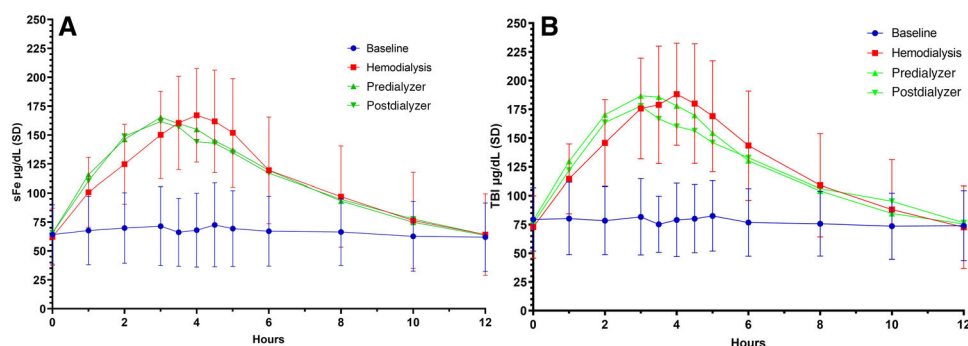 A
Baseline
Hemodialysis
Predialyzer
Postdialyzer
sFe µg/dL (SD)
250
225
200
175
150
125
100
75
50
25
0
0 2 4 6 8 10 12
Hours
B
Baseline
Hemodialysis
Predialyzer
Postdialyzer
TBI µg/dL (SD)
250
225
200
175
150
125
100
75
50
25
0
0 2 4 6 8 10 12
Hours